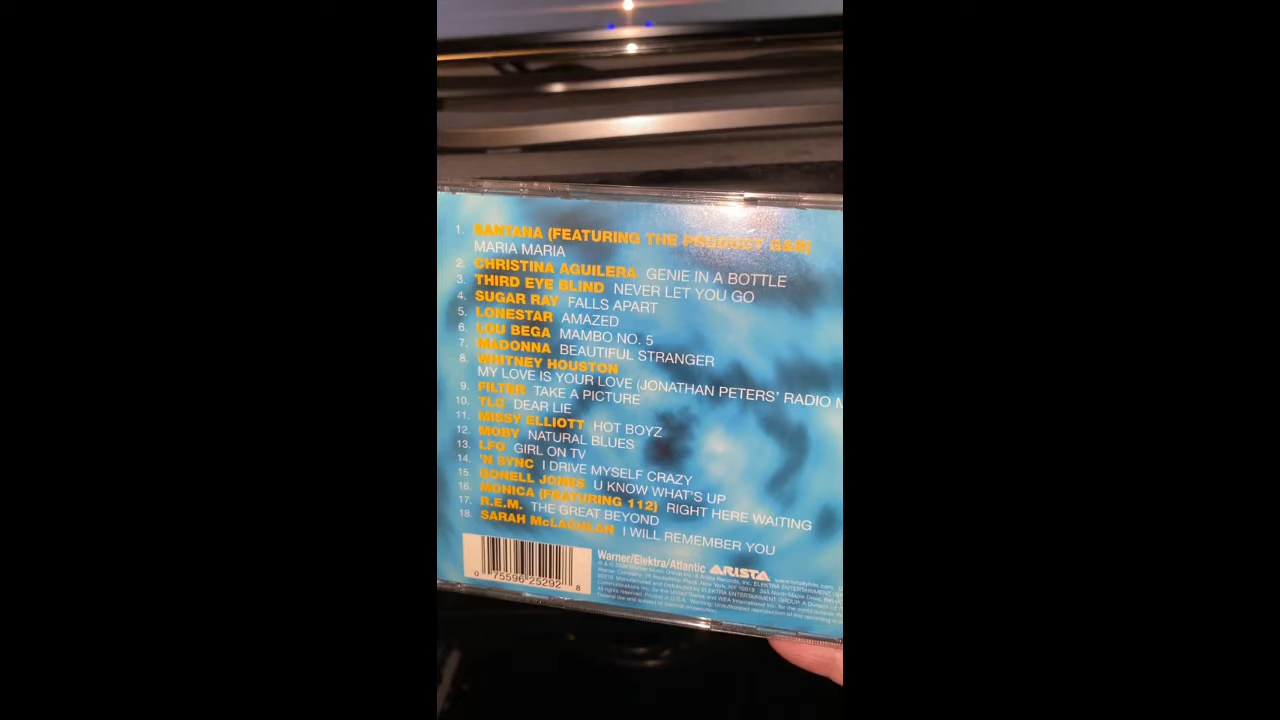 1. SANTANA (FEATURING THE PRODUCT G&B)
MARIA MARIA
2. CHRISTINA AGUILERA GENIE IN A BOTTLE
3. THIRD EYE BLIND NEVER LET YOU GO
4. SUGAR RAY FALLS APART
5. LONESTAR AMAZED
6. LOU BEGA MAMBO NO. 5
7. MADONNA BEAUTIFUL STRANGER
8. WHITNEY HOUSTON
MY LOVE IS YOUR LOVE (JONATHAN PETERS' RADIO M
9. FILTER TAKE A PICTURE
10. TLC DEAR LIE
11. MISSY ELLIOTT HOT BOYZ
12. MOBY NATURAL BLUES
13. LFO GIRL ON TV
14. 'N SYNC I DRIVE MYSELF CRAZY
15. DONELL JONES U KNOW WHAT'S UP
16. MONICA (FEATURING 112) RIGHT HERE WAITING
17. R.E.M. THE GREAT BEYOND
18. SARAH McLACHLAN I WILL REMEMBER YOU
Warner/Elektra/Atlantic ARISTA
0 75596 25292 8